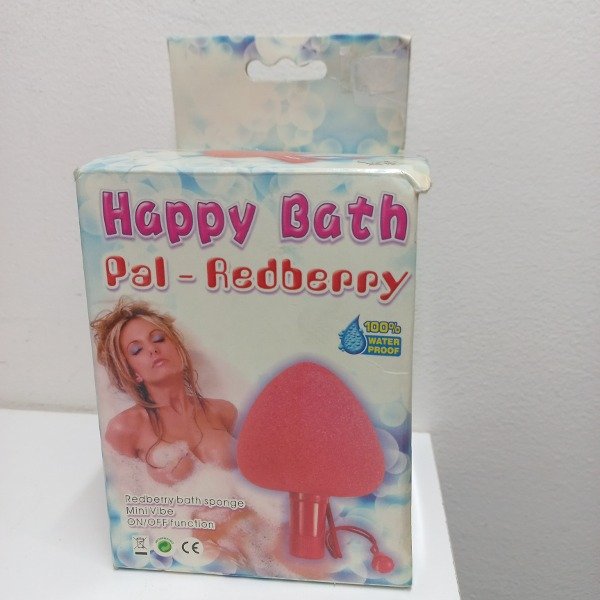 Happy Bath
Pal - Redberry
100%
WATER
PROOF
Redberry bath sponge
Mini Vibe
ON/OFF function
CE